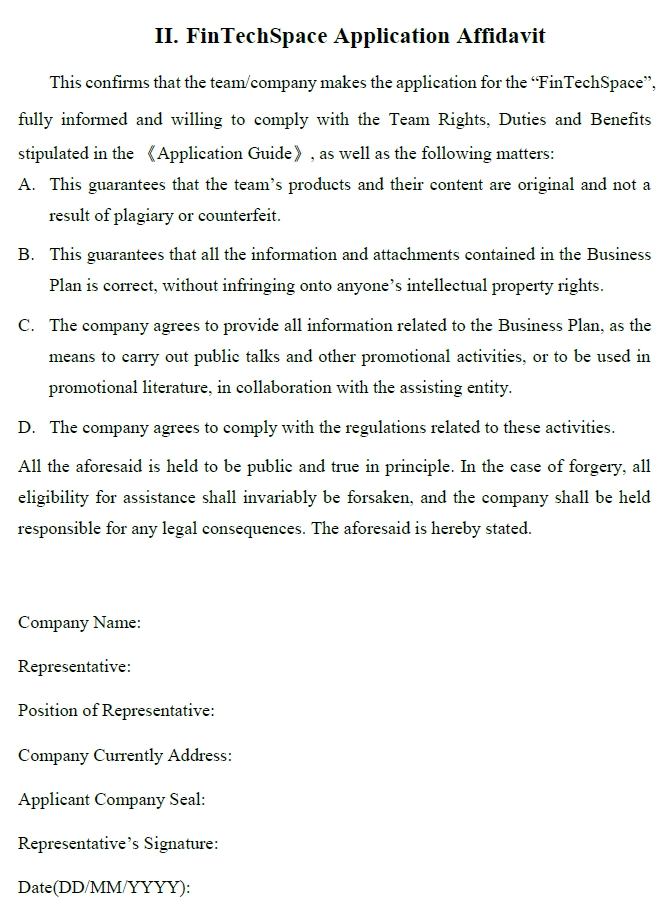 II. FinTechSpace Application Affidavit
This confirms that the team/company makes the application for the “FinTechSpace”,
fully informed and willing to comply with the Team Rights, Duties and Benefits
stipulated in the 《Application Guide》, as well as the following matters:
A. This guarantees that the team’s products and their content are original and not a
result of plagiary or counterfeit.
B. This guarantees that all the information and attachments contained in the Business
Plan is correct, without infringing onto anyone’s intellectual property rights.
C. The company agrees to provide all information related to the Business Plan, as the
means to carry out public talks and other promotional activities, or to be used in
promotional literature, in collaboration with the assisting entity.
D. The company agrees to comply with the regulations related to these activities.
All the aforesaid is held to be public and true in principle. In the case of forgery, all
eligibility for assistance shall invariably be forsaken, and the company shall be held
responsible for any legal consequences. The aforesaid is hereby stated.
Company Name:
Representative:
Position of Representative:
Company Currently Address:
Applicant Company Seal:
Representative’s Signature:
Date(DD/MM/YYYY):